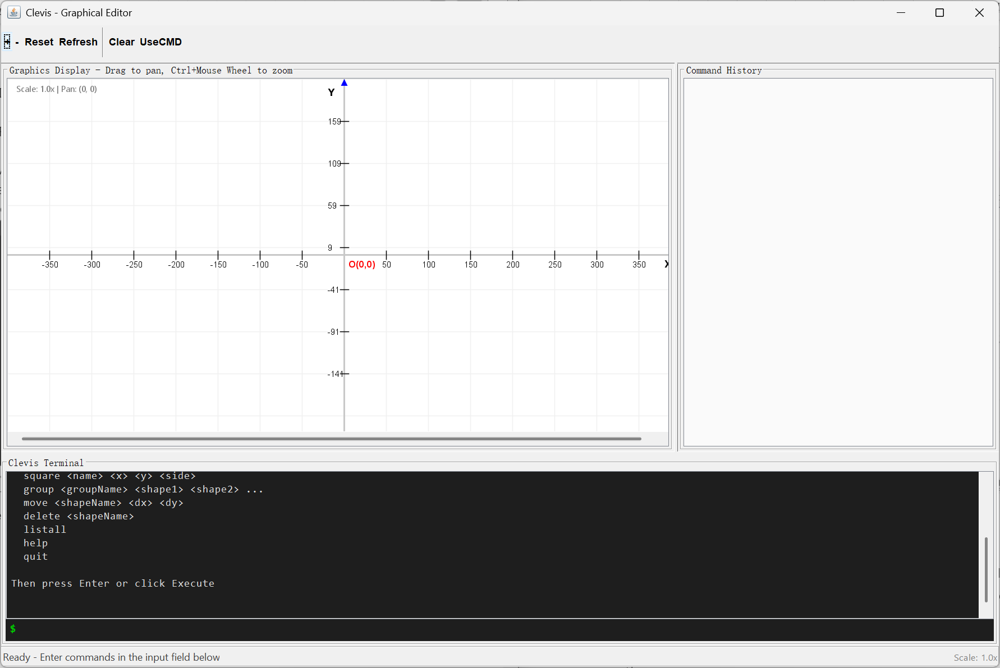 Clevis - Graphical Editor
+ - Reset Refresh Clear UseCMD
Graphics Display - Drag to pan, Ctrl+Mouse Wheel to zoom
Scale: 1.0x | Pan: (0, 0)
Y
159
109
59
9
-350 -300 -250 -200 -150 -100 -50 O(0,0) 50 100 150 200 250 300 350 X
-41
-91
-141
Command History
Clevis Terminal
square <name> <x> <y> <side>
group <groupName> <shape1> <shape2> ...
move <shapeName> <dx> <dy>
delete <shapeName>
listall
help
quit
Then press Enter or click Execute
$
Ready - Enter commands in the input field below
Scale: 1.0x